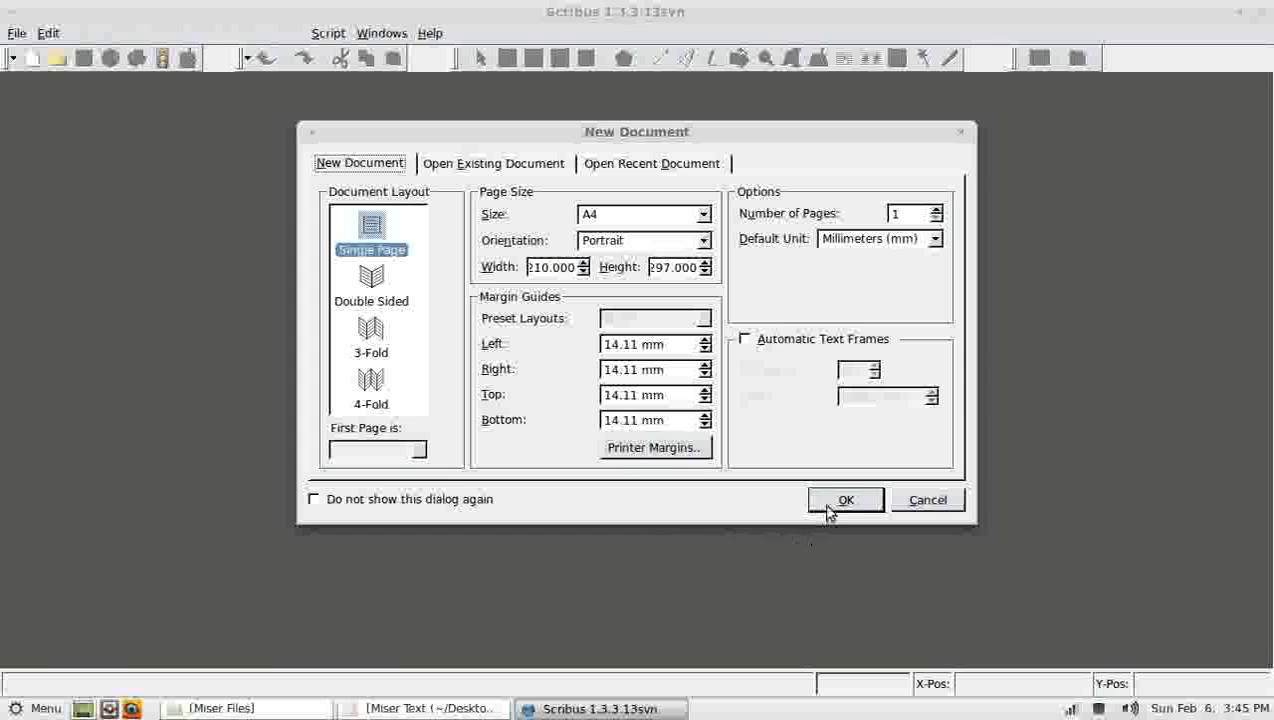 Scribus 1.3.3.13svn
File Edit Script Windows Help
New Document
New Document Open Existing Document Open Recent Document
Document Layout
Single Page
Double Sided
3-Fold
4-Fold
First Page is:
Page Size
Size: A4
Orientation: Portrait
Width: 210.000 Height: 297.000
Margin Guides
Preset Layouts:
Left: 14.11 mm
Right: 14.11 mm
Top: 14.11 mm
Bottom: 14.11 mm
Printer Margins..
Options
Number of Pages: 1
Default Unit: Millimeters (mm)
Automatic Text Frames
Do not show this dialog again
OK Cancel
X-Pos: Y-Pos:
Menu [Miser Files] [Miser Text (~/Deskto... Scribus 1.3.3.13svn Sun Feb 6, 3:45 PM